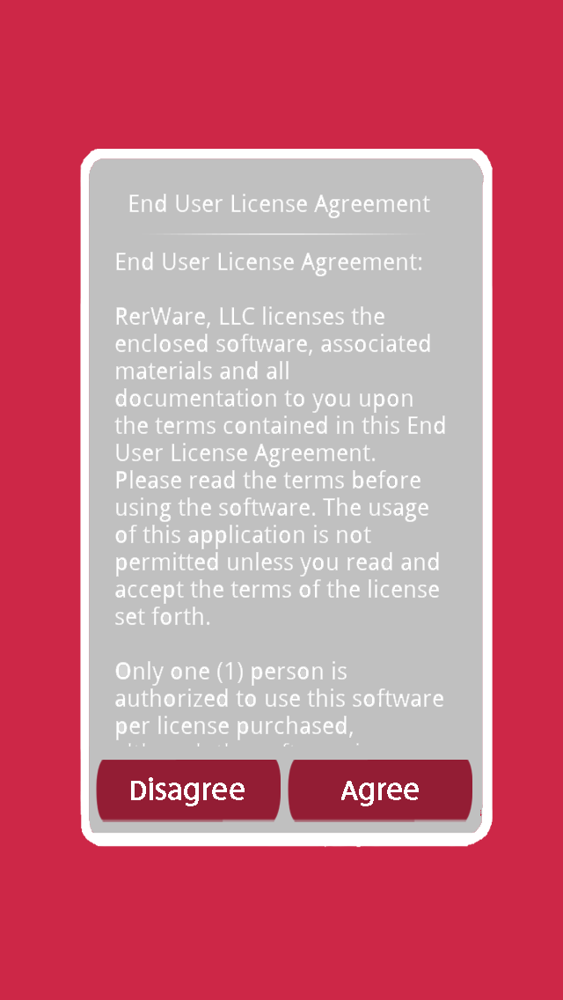 End User License Agreement
End User License Agreement:
RerWare, LLC licenses the
enclosed software, associated
materials and all
documentation to you upon
the terms contained in this End
User License Agreement.
Please read the terms before
using the software. The usage
of this application is not
permitted unless you read and
accept the terms of the license
set forth.
Only one (1) person is
authorized to use this software
per license purchased,
Disagree
Agree